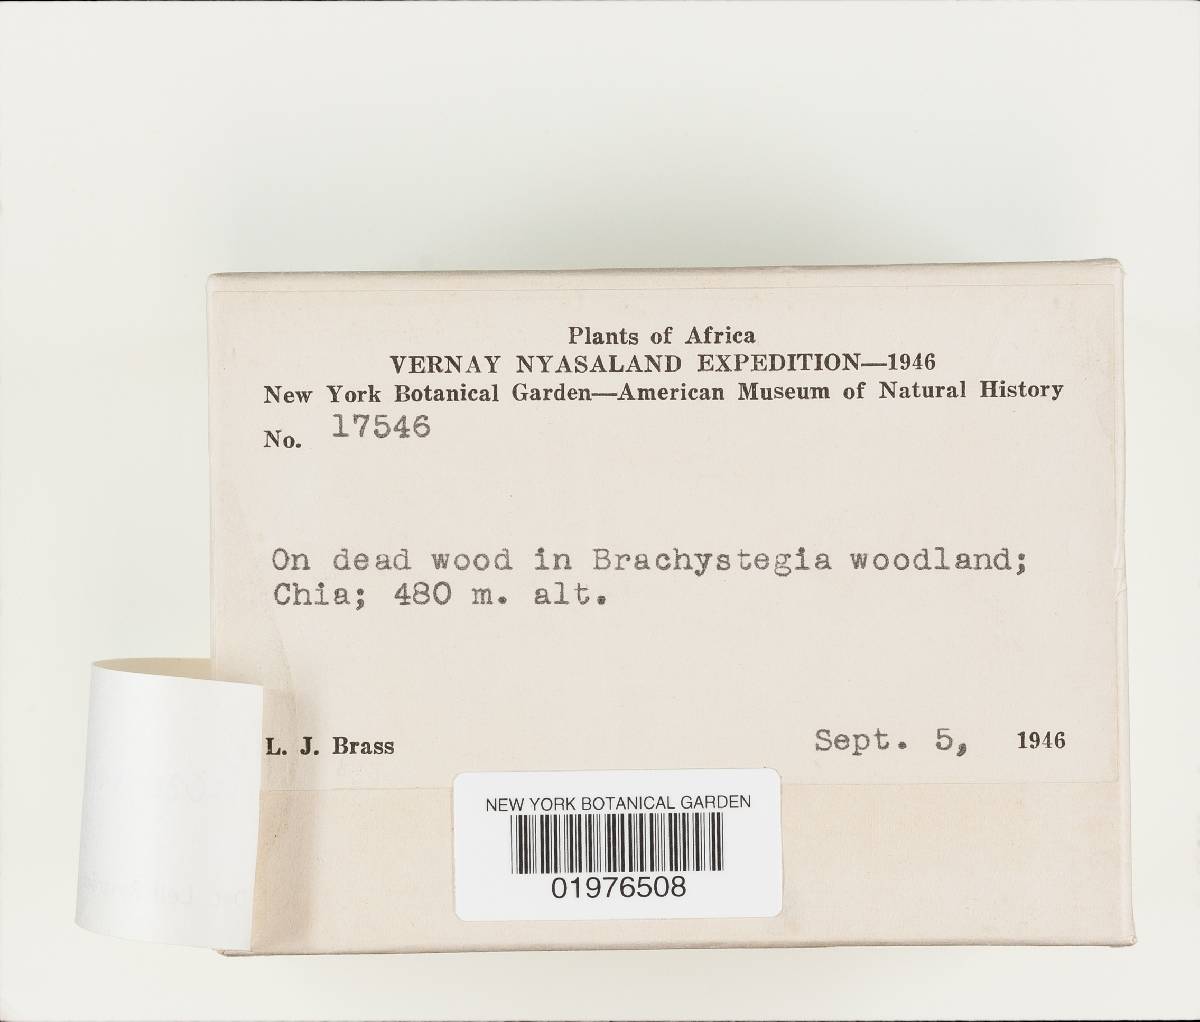 Plants of Africa
VERNAY NYASALAND EXPEDITION—1946
New York Botanical Garden—American Museum of Natural History
No. 17546
On dead wood in Brachystegia woodland;
Chia; 480 m. alt.
L. J. Brass Sept. 5, 1946
NEW YORK BOTANICAL GARDEN
01976508